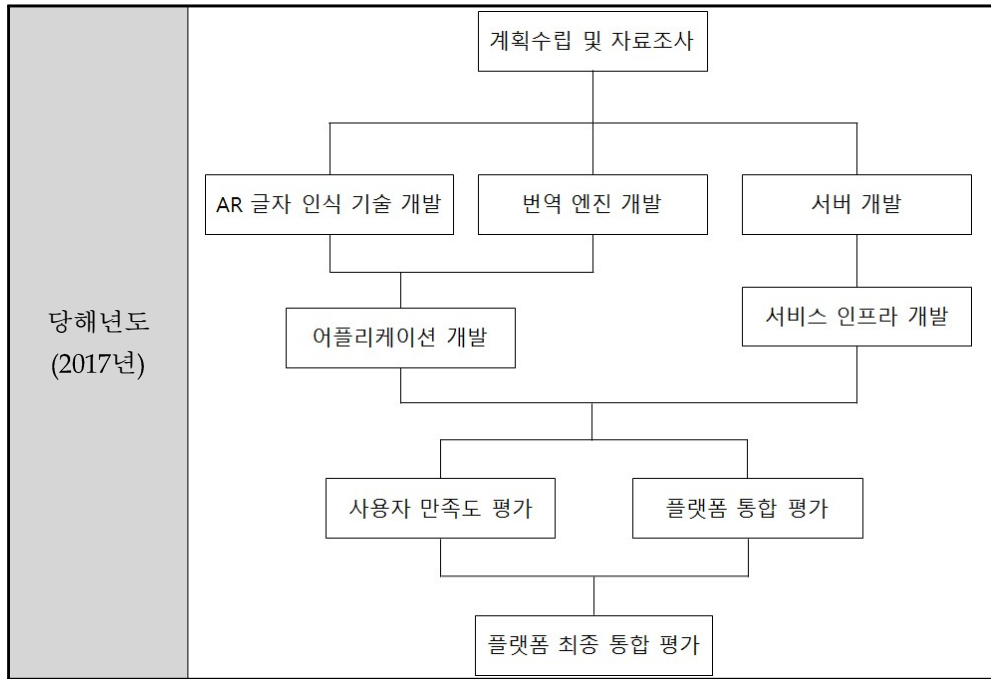 당해년도
(2017년)
계획수립 및 자료조사
AR 글자 인식 기술 개발
번역 엔진 개발
서버 개발
어플리케이션 개발
서비스 인프라 개발
사용자 만족도 평가
플랫폼 통합 평가
플랫폼 최종 통합 평가